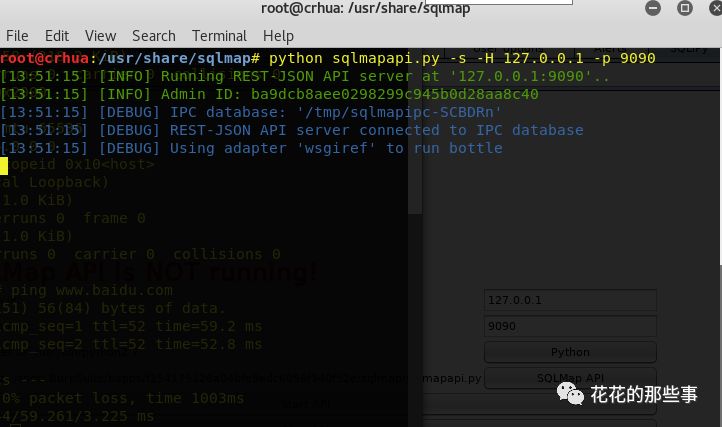 root@crhua: /usr/share/sqlmap
File Edit View Search Terminal Help
root@crhua:/usr/share/sqlmap# python sqlmapapi.py -s -H 127.0.0.1 -p 9090
[13:51:15] [INFO] Running REST-JSON API server at '127.0.0.1:9090'..
[13:51:15] [INFO] Admin ID: ba9dcb8aee0298299c945b0d28aa8c40
[13:51:15] [DEBUG] IPC database: '/tmp/sqlmapipc-SCBDRn'
[13:51:15] [DEBUG] REST-JSON API server connected to IPC database
[13:51:15] [DEBUG] Using adapter 'wsgiref' to run bottle
opeid 0x10<host>
al Loopback)
1.0 KiB)
erruns 0 frame 0
1.0 KiB)
rruns 0 carrier 0 collisions 0
Map API is NOT running!
# ping www.baidu.com
51) 56(84) bytes of data.
127.0.0.1
cmp_seq=1 ttl=52 time=59.2 ms
9090
cmp_seq=2 ttl=52 time=52.8 ms
Python
mapapi.py
SQLMap API
花花的那些事
0% packet loss, time 1003ms
Start API
4/59.261/3.225 ms